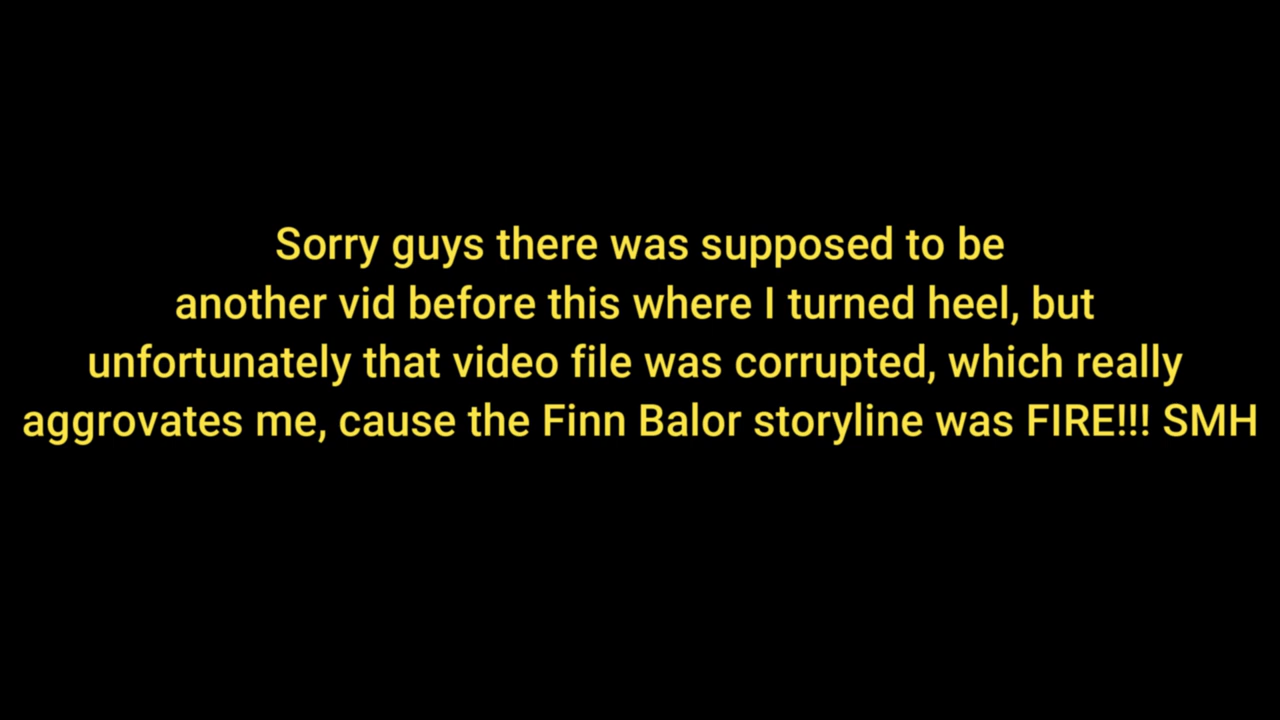 Sorry guys there was supposed to be
another vid before this where I turned heel, but
unfortunately that video file was corrupted, which really
aggrovates me, cause the Finn Balor storyline was FIRE!!! SMH